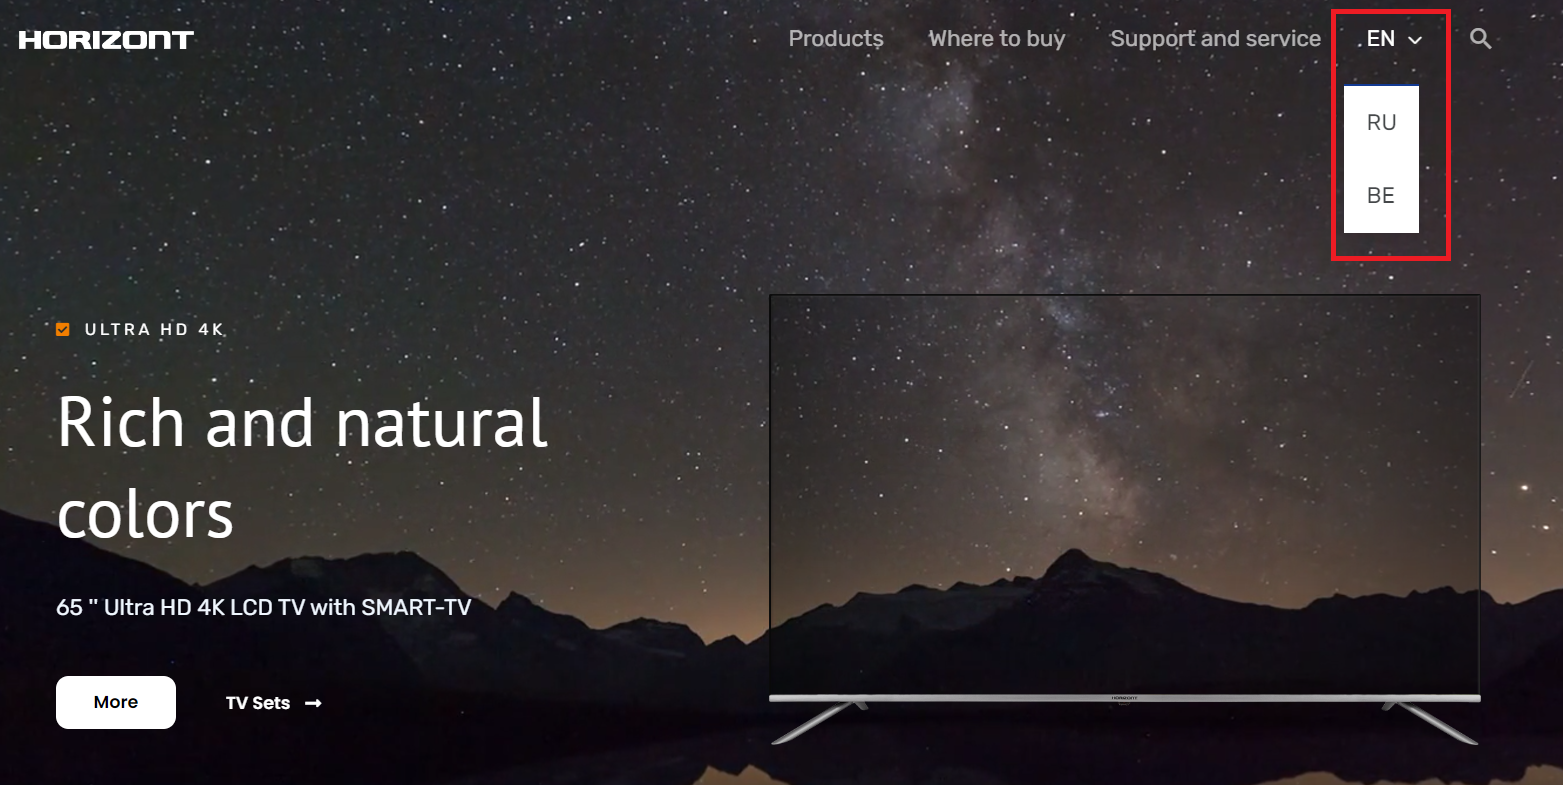 HORIZONT
Products
Where to buy
Support and service
EN
RU
BE
ULTRA HD 4K
Rich and natural
colors
65 " Ultra HD 4K LCD TV with SMART-TV
More
TV Sets
HORIZONT